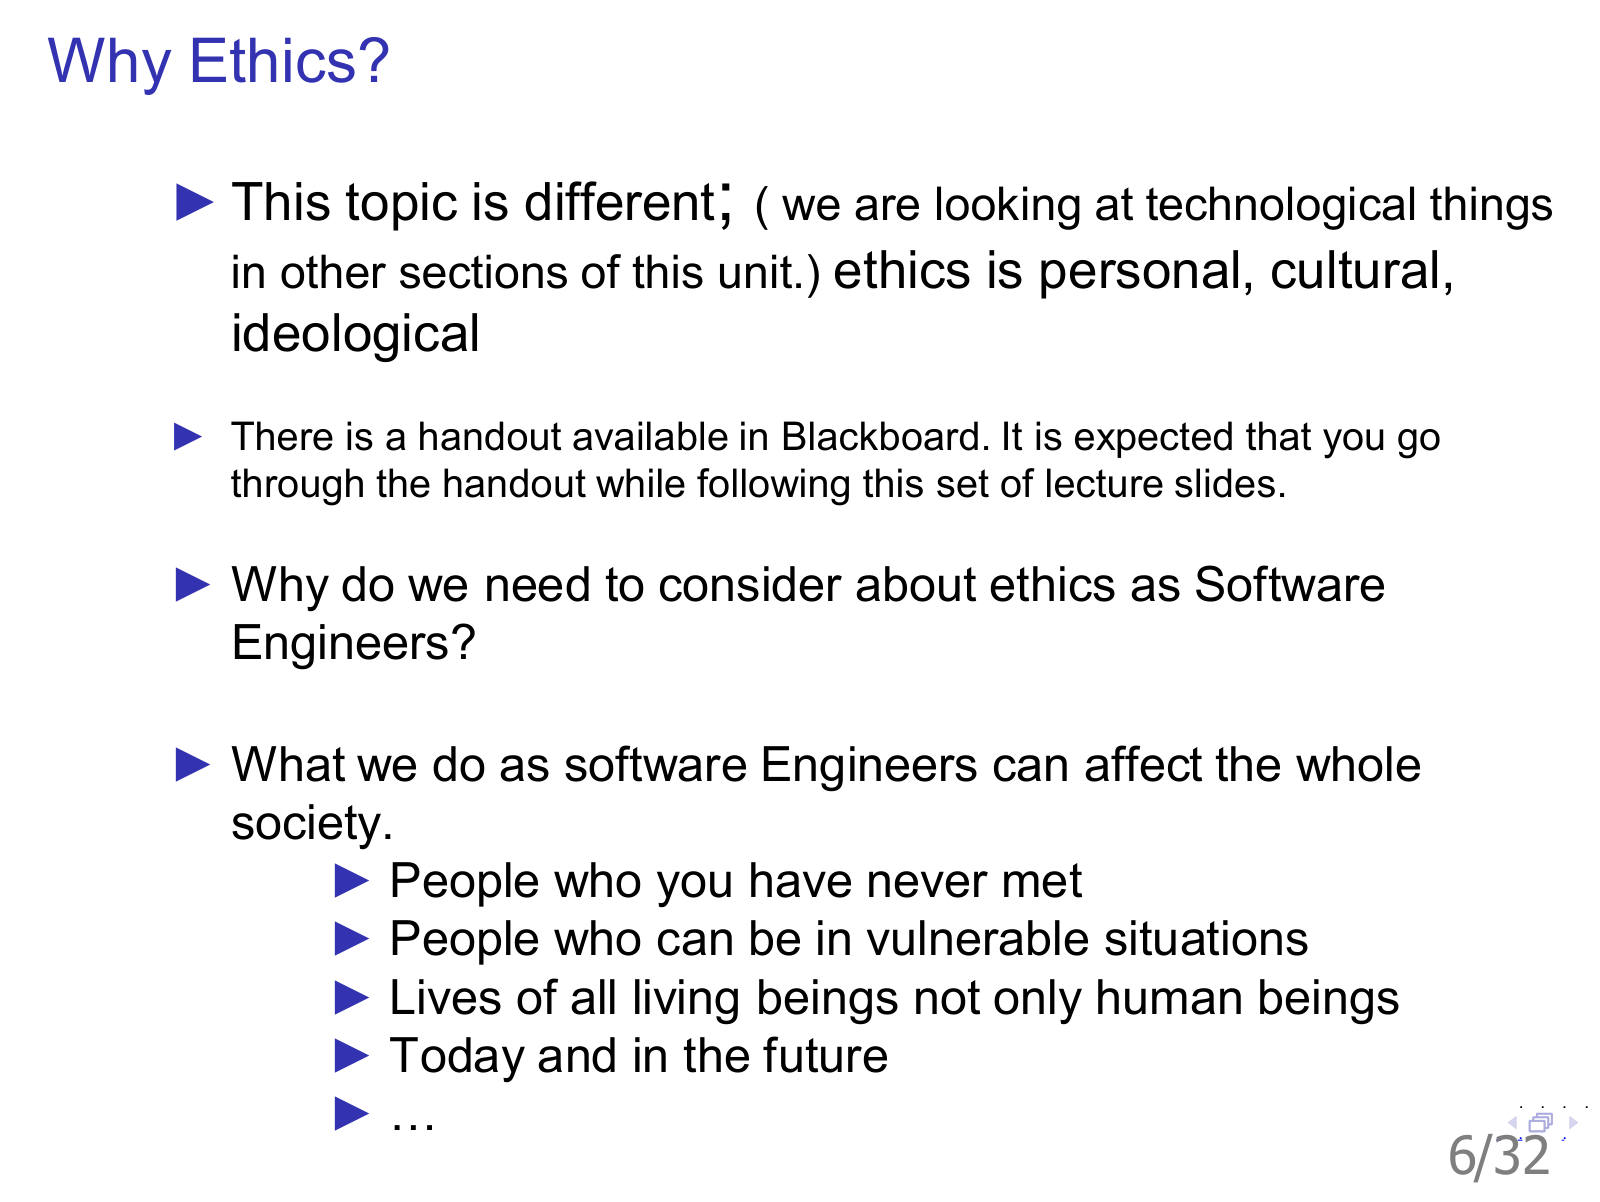 Why Ethics?
► This topic is different; ( we are looking at technological things
in other sections of this unit.) ethics is personal, cultural,
ideological
► There is a handout available in Blackboard. It is expected that you go
through the handout while following this set of lecture slides.
► Why do we need to consider about ethics as Software
Engineers?
► What we do as software Engineers can affect the whole
society.
► People who you have never met
► People who can be in vulnerable situations
► Lives of all living beings not only human beings
► Today and in the future
► …
6/32